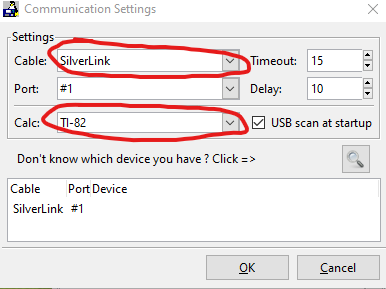 Communication Settings
Settings
Cable: SilverLink Timeout: 15
Port: #1 Delay: 10
Calc: TI-82 USB scan at startup
Don't know which device you have ? Click =>
Cable Port Device
SilverLink #1
OK Cancel